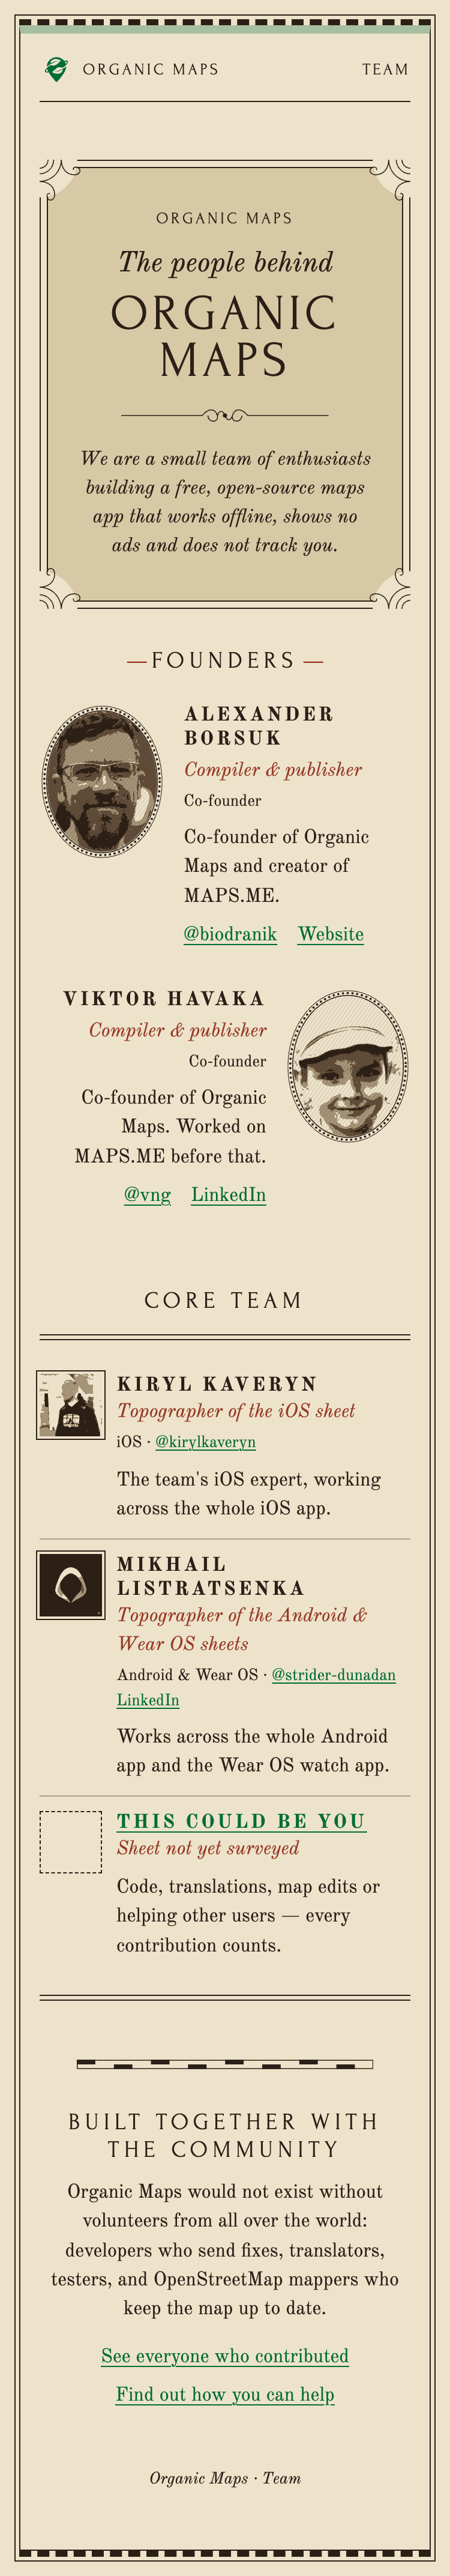 ORGANIC MAPS
TEAM
ORGANIC MAPS
The people behind
ORGANIC
MAPS
We are a small team of enthusiasts
building a free, open-source maps
app that works offline, shows no
ads and does not track you.
—FOUNDERS —
ALEXANDER
BORSUK
Compiler & publisher
Co-founder
Co-founder of Organic
Maps and creator of
MAPS.ME.
@biodranik Website
VIKTOR HAVAKA
Compiler & publisher
Co-founder
Co-founder of Organic
Maps. Worked on
MAPS.ME before that.
@vng LinkedIn
CORE TEAM
KIRYL KAVERYN
Topographer of the iOS sheet
iOS · @kirylkaveryn
The team's iOS expert, working
across the whole iOS app.
MIKHAIL
LISTRATSENKA
Topographer of the Android &
Wear OS sheets
Android & Wear OS · @strider-dunadan
LinkedIn
Works across the whole Android
app and the Wear OS watch app.
THIS COULD BE YOU
Sheet not yet surveyed
Code, translations, map edits or
helping other users — every
contribution counts.
BUILT TOGETHER WITH
THE COMMUNITY
Organic Maps would not exist without
volunteers from all over the world:
developers who send fixes, translators,
testers, and OpenStreetMap mappers who
keep the map up to date.
See everyone who contributed
Find out how you can help
Organic Maps · Team